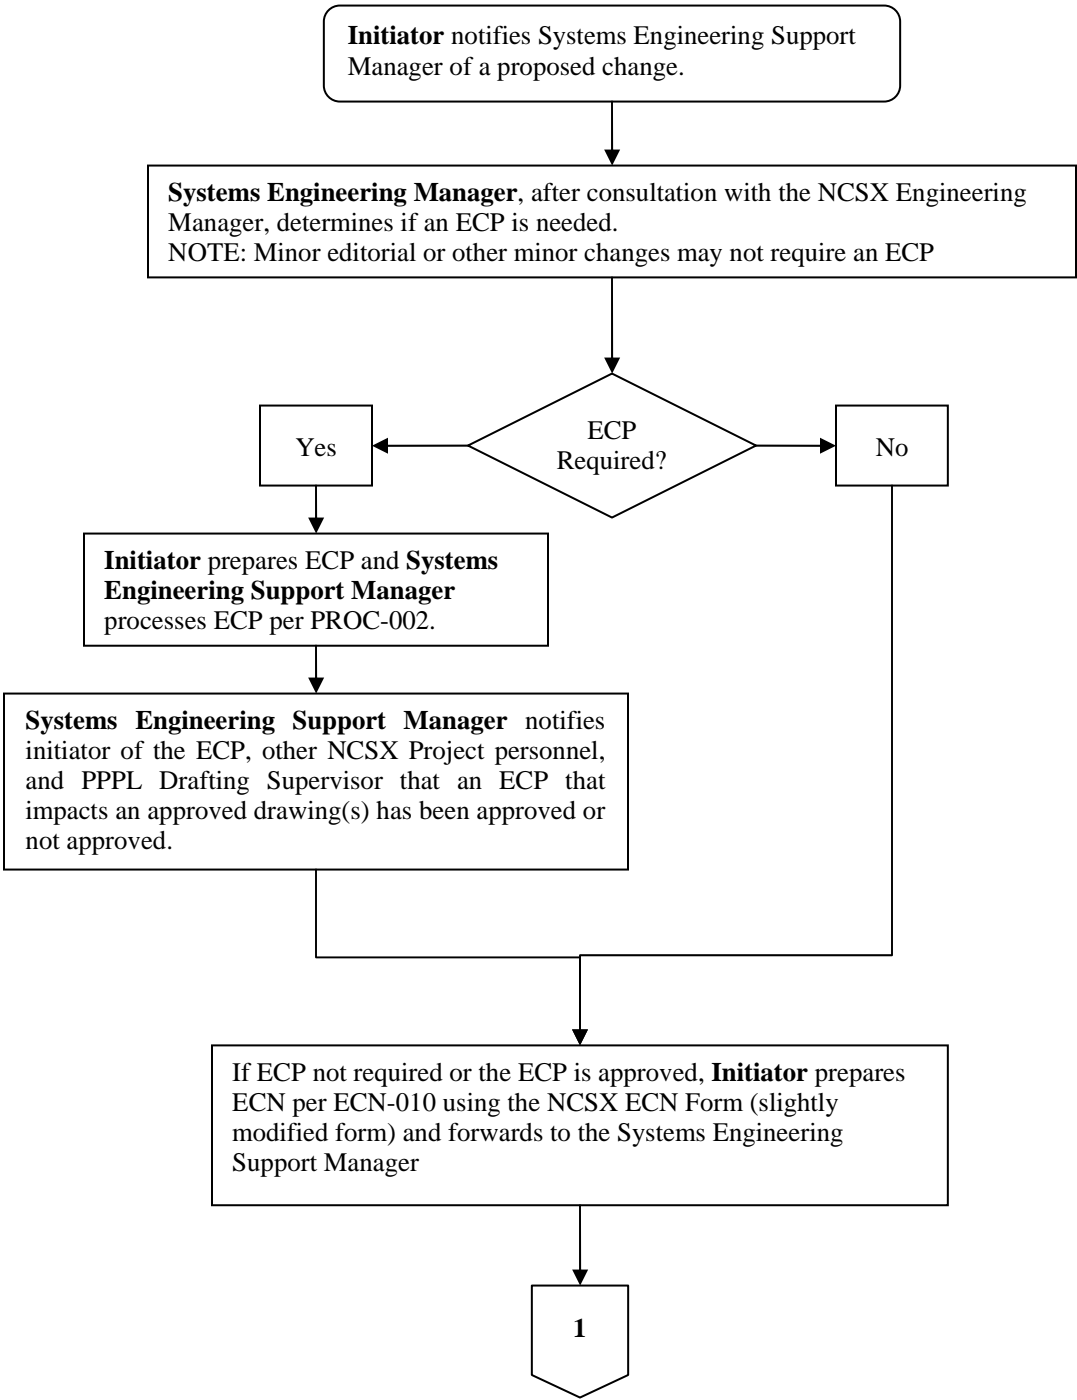 Initiator notifies Systems Engineering Support
Manager of a proposed change.
Systems Engineering Manager, after consultation with the NCSX Engineering
Manager, determines if an ECP is needed.
NOTE: Minor editorial or other minor changes may not require an ECP
ECP
Required?
Yes
No
Initiator prepares ECP and Systems
Engineering Support Manager
processes ECP per PROC-002.
Systems Engineering Support Manager notifies
initiator of the ECP, other NCSX Project personnel,
and PPPL Drafting Supervisor that an ECP that
impacts an approved drawing(s) has been approved or
not approved.
If ECP not required or the ECP is approved, Initiator prepares
ECN per ECN-010 using the NCSX ECN Form (slightly
modified form) and forwards to the Systems Engineering
Support Manager
1